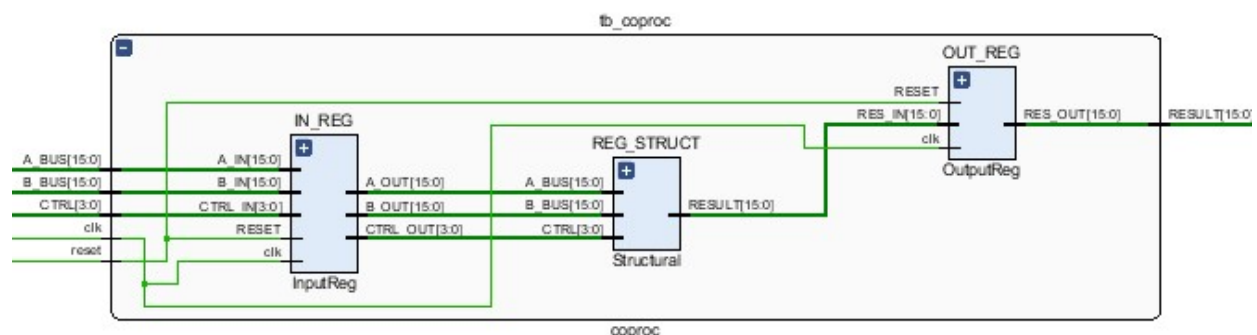 tb_coproc
OUT_REG
RESET
RES_IN[15:0]
RES_OUT[15:0]
RESULT[15:0]
clk
OutputReg
IN_REG
A_BUS[15:0]
A_IN[15:0]
B_BUS[15:0]
B_IN[15:0]
CTRL[3:0]
CTRL_IN[3:0]
clk
RESET
reset
clk
InputReg
A_OUT[15:0]
B_OUT[15:0]
CTRL_OUT[3:0]
REG_STRUCT
A_BUS[15:0]
B_BUS[15:0]
CTRL[3:0]
RESULT[15:0]
Structural
coproc